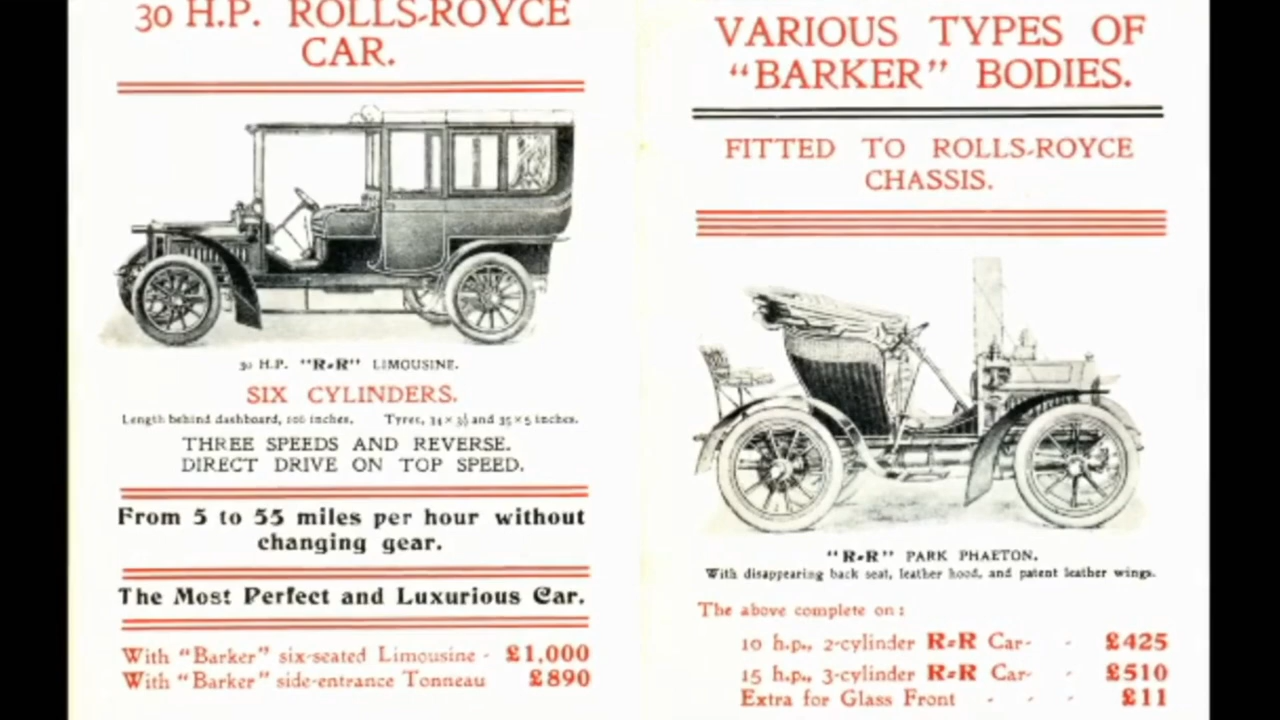 30 H.P. ROLLS-ROYCE
CAR.
30 H.P. "R-R" LIMOUSINE.
SIX CYLINDERS.
Length behind dashboard, 106 inches. Tyres, 34 × 3½ and 35 × 5 inches.
THREE SPEEDS AND REVERSE.
DIRECT DRIVE ON TOP SPEED.
From 5 to 55 miles per hour without
changing gear.
The Most Perfect and Luxurious Car.
With "Barker" six-seated Limousine - £1,000
With "Barker" side-entrance Tonneau £890
VARIOUS TYPES OF
"BARKER" BODIES.
FITTED TO ROLLS-ROYCE
CHASSIS.
"R-R" PARK PHAETON.
With disappearing back seat, leather hood, and patent leather wings.
The above complete on:
10 h.p., 2-cylinder R-R Car- - £425
15 h.p., 3-cylinder R-R Car- - £510
Extra for Glass Front - - - £11